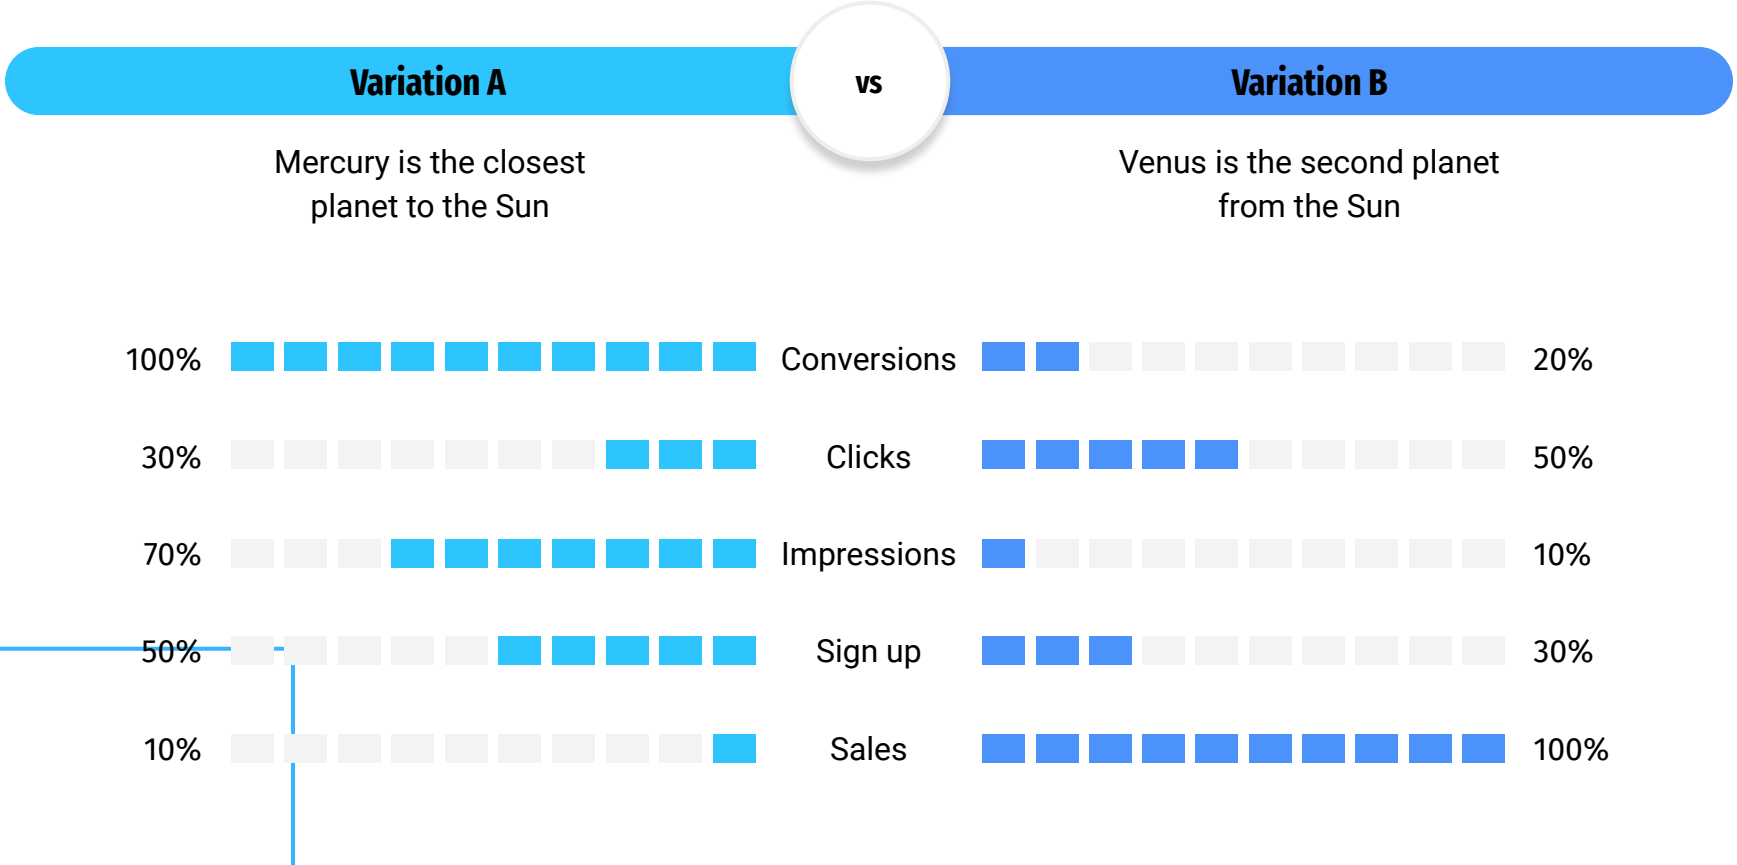 Variation A
vs
Variation B
Mercury is the closest
planet to the Sun
Venus is the second planet
from the Sun
100% Conversions 20%
30% Clicks 50%
70% Impressions 10%
50% Sign up 30%
10% Sales 100%